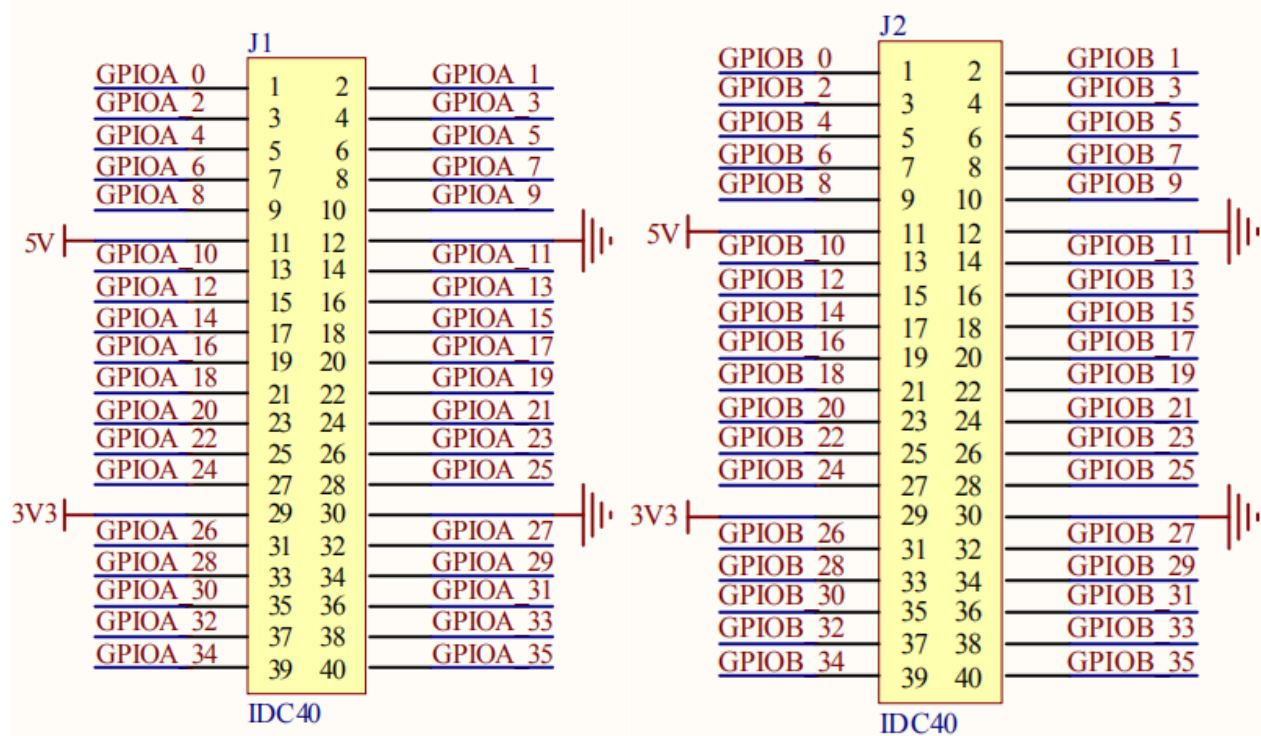 J1
GPIOA_0 1 2 GPIOA_1
GPIOA_2 3 4 GPIOA_3
GPIOA_4 5 6 GPIOA_5
GPIOA_6 7 8 GPIOA_7
GPIOA_8 9 10 GPIOA_9
5V 11 12
GPIOA_10 13 14 GPIOA_11
GPIOA_12 15 16 GPIOA_13
GPIOA_14 17 18 GPIOA_15
GPIOA_16 19 20 GPIOA_17
GPIOA_18 21 22 GPIOA_19
GPIOA_20 23 24 GPIOA_21
GPIOA_22 25 26 GPIOA_23
GPIOA_24 27 28 GPIOA_25
3V3 29 30
GPIOA_26 31 32 GPIOA_27
GPIOA_28 33 34 GPIOA_29
GPIOA_30 35 36 GPIOA_31
GPIOA_32 37 38 GPIOA_33
GPIOA_34 39 40 GPIOA_35
IDC40
J2
GPIOB_0 1 2 GPIOB_1
GPIOB_2 3 4 GPIOB_3
GPIOB_4 5 6 GPIOB_5
GPIOB_6 7 8 GPIOB_7
GPIOB_8 9 10 GPIOB_9
5V 11 12
GPIOB_10 13 14 GPIOB_11
GPIOB_12 15 16 GPIOB_13
GPIOB_14 17 18 GPIOB_15
GPIOB_16 19 20 GPIOB_17
GPIOB_18 21 22 GPIOB_19
GPIOB_20 23 24 GPIOB_21
GPIOB_22 25 26 GPIOB_23
GPIOB_24 27 28 GPIOB_25
3V3 29 30
GPIOB_26 31 32 GPIOB_27
GPIOB_28 33 34 GPIOB_29
GPIOB_30 35 36 GPIOB_31
GPIOB_32 37 38 GPIOB_33
GPIOB_34 39 40 GPIOB_35
IDC40